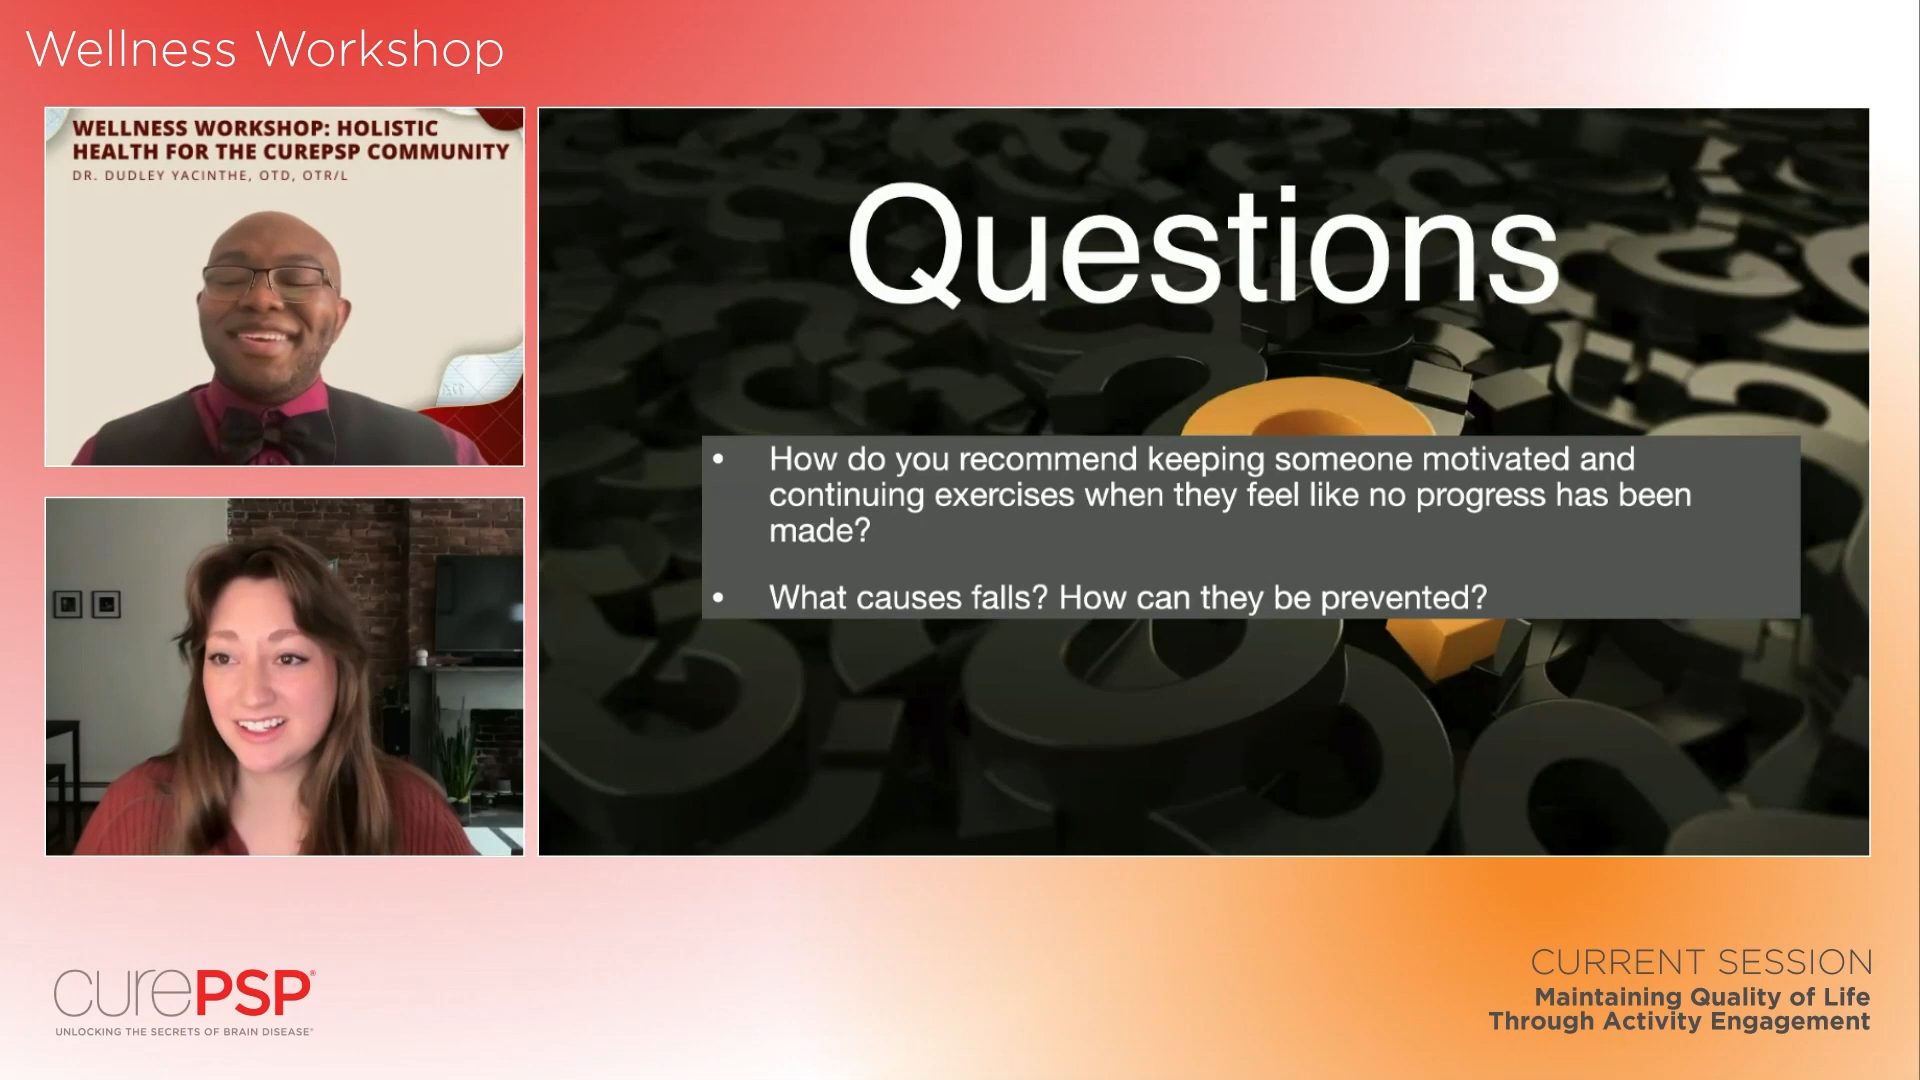 Wellness Workshop
WELLNESS WORKSHOP: HOLISTIC
HEALTH FOR THE CUREPSP COMMUNITY
DR. DUDLEY YACINTHE, OTD, OTR/L
Questions
• How do you recommend keeping someone motivated and
continuing exercises when they feel like no progress has been
made?
• What causes falls? How can they be prevented?
curePSP®
UNLOCKING THE SECRETS OF BRAIN DISEASE®
CURRENT SESSION
Maintaining Quality of Life
Through Activity Engagement